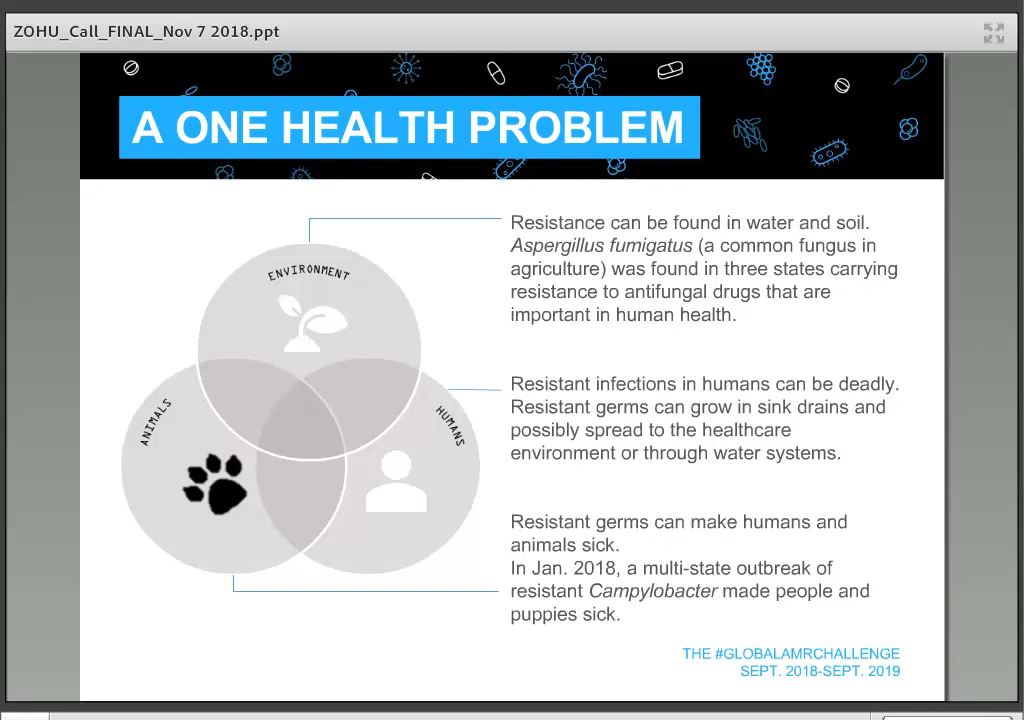 ZOHU_Call_FINAL_Nov 7 2018.ppt
A ONE HEALTH PROBLEM
ENVIRONMENT
ANIMALS
HUMANS
Resistance can be found in water and soil.
Aspergillus fumigatus (a common fungus in
agriculture) was found in three states carrying
resistance to antifungal drugs that are
important in human health.
Resistant infections in humans can be deadly.
Resistant germs can grow in sink drains and
possibly spread to the healthcare
environment or through water systems.
Resistant germs can make humans and
animals sick.
In Jan. 2018, a multi-state outbreak of
resistant Campylobacter made people and
puppies sick.
THE #GLOBALAMRCHALLENGE
SEPT. 2018-SEPT. 2019